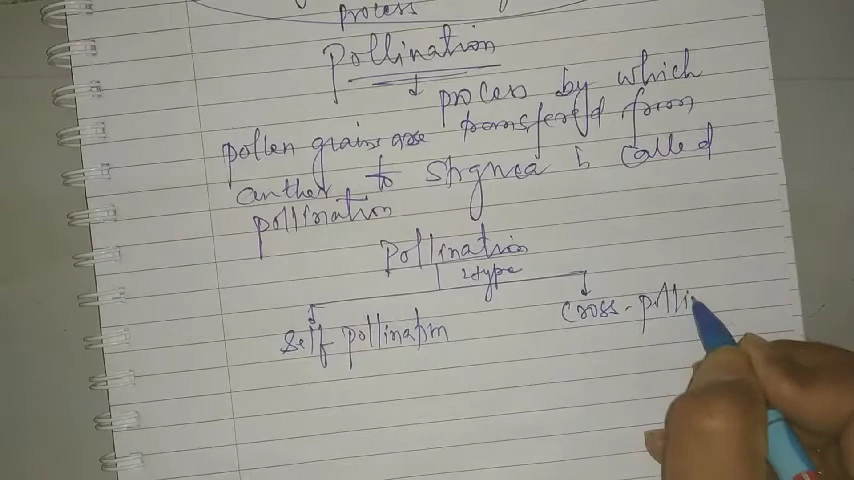 process
Pollination
process by which
pollen grains are transfered from
anther to stigma is called
pollination
Pollination
2 type
self pollination
cross-polli